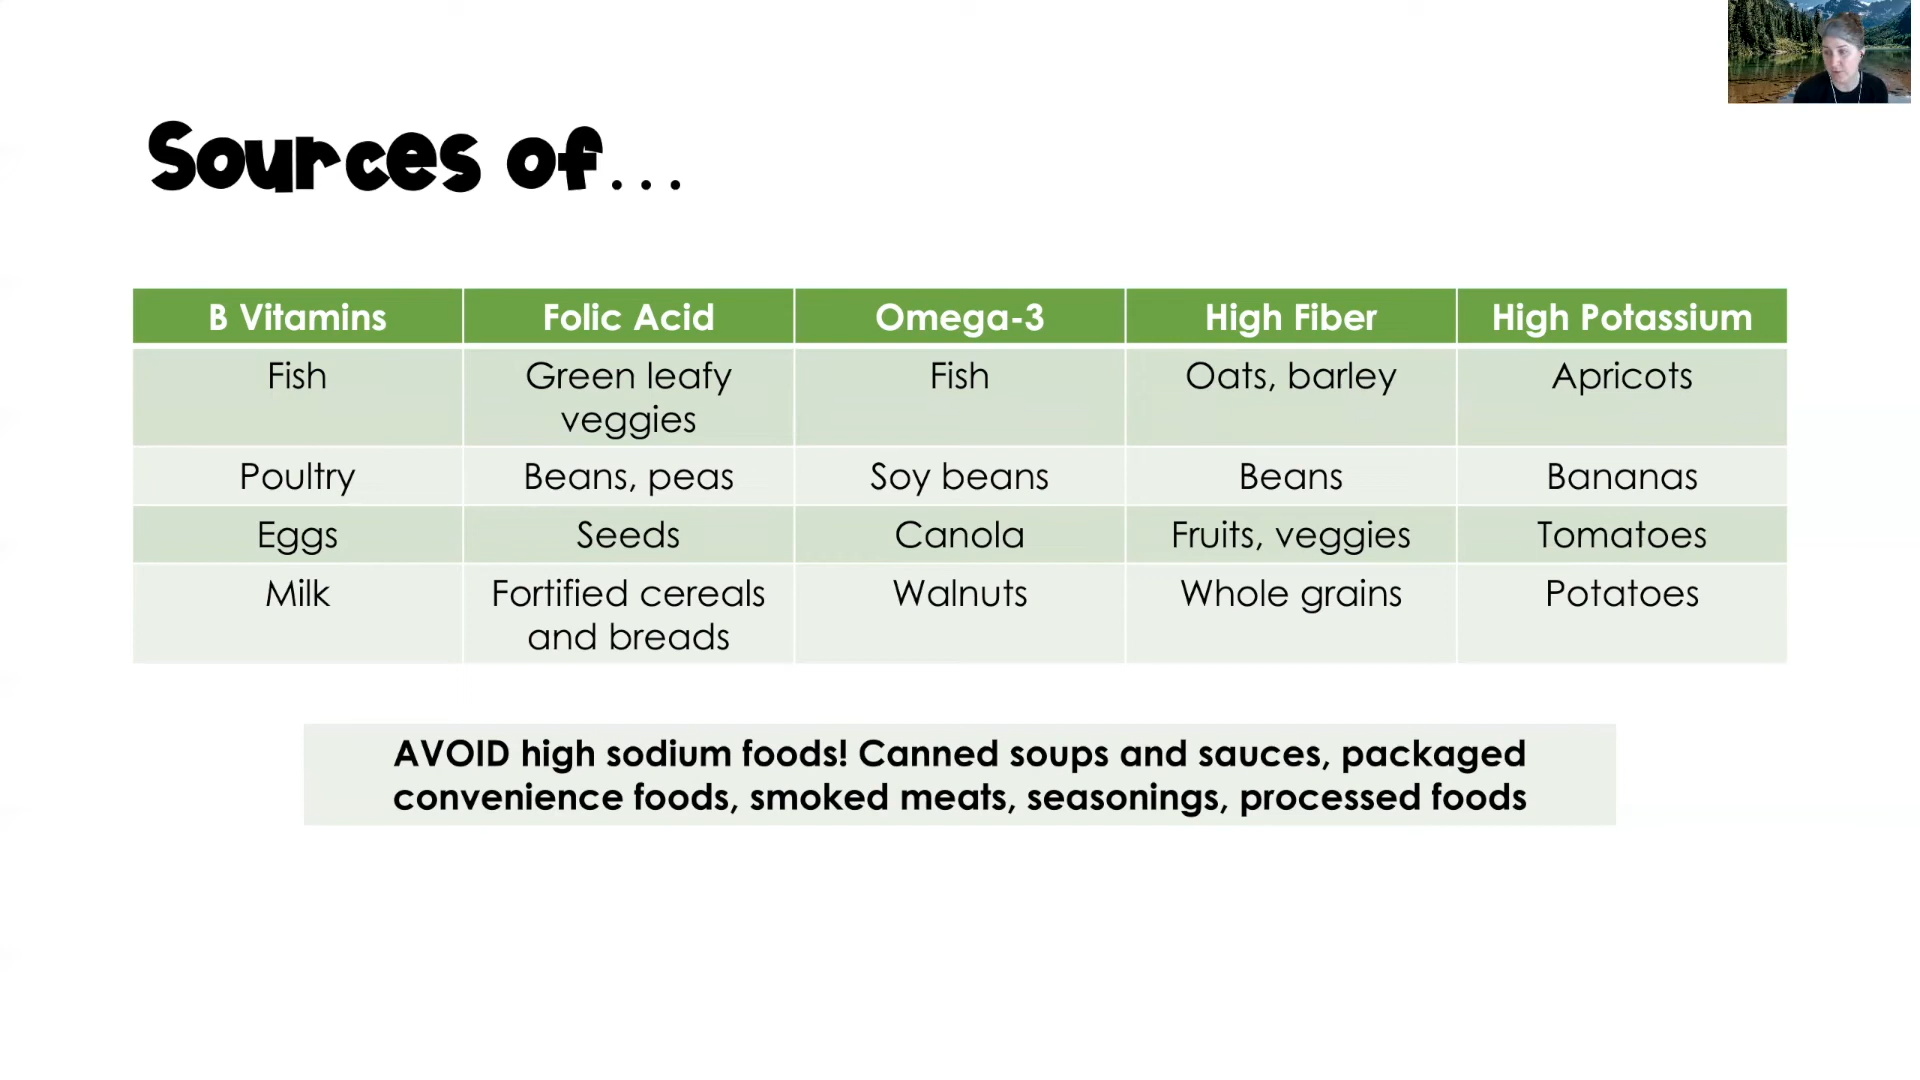 Sources of...
B Vitamins Folic Acid Omega-3 High Fiber High Potassium
Fish Green leafy veggies Fish Oats, barley Apricots
Poultry Beans, peas Soy beans Beans Bananas
Eggs Seeds Canola Fruits, veggies Tomatoes
Milk Fortified cereals and breads Walnuts Whole grains Potatoes
AVOID high sodium foods! Canned soups and sauces, packaged
convenience foods, smoked meats, seasonings, processed foods